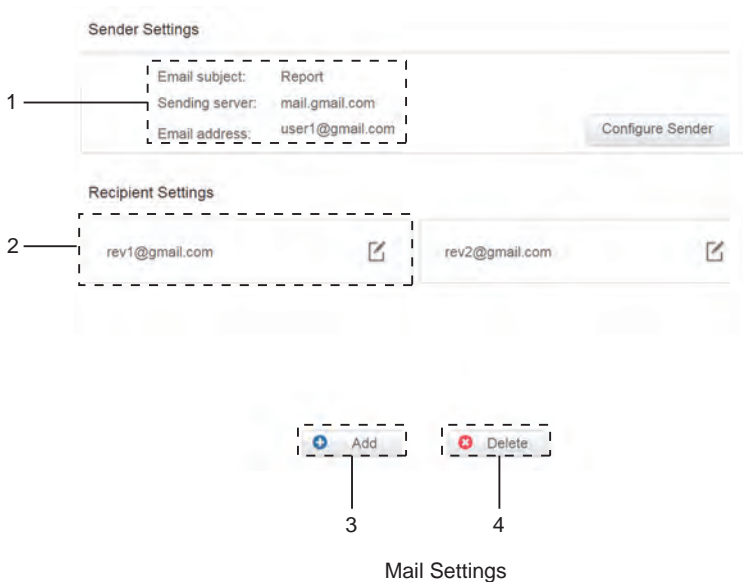 Sender Settings
1
Email subject: Report
Sending server: mail.gmail.com
Email address: user1@gmail.com
Configure Sender
Recipient Settings
2
rev1@gmail.com
rev2@gmail.com
Add
Delete
3
4
Mail Settings